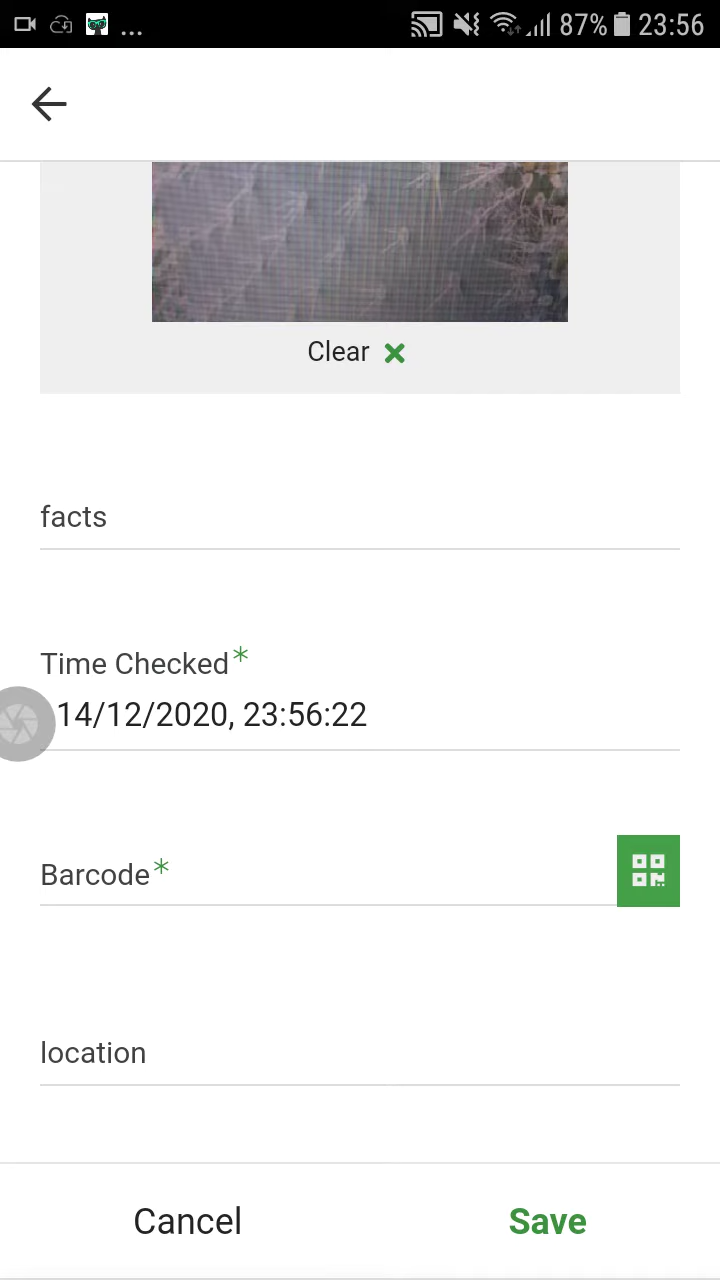 ... 87% 23:56
Clear
facts
Time Checked*
14/12/2020, 23:56:22
Barcode*
location
Cancel Save